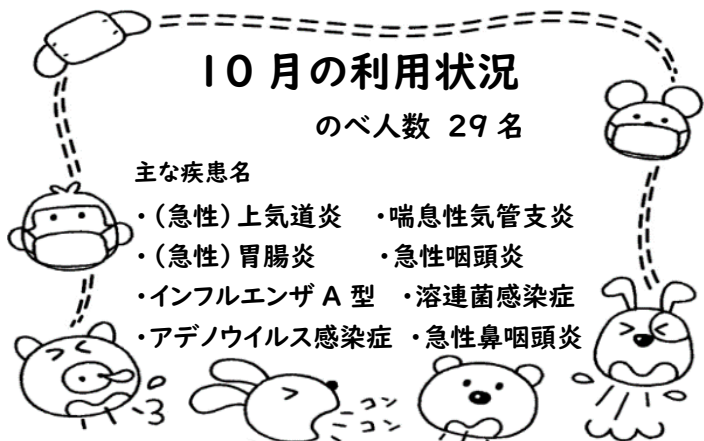 10月の利用状況
のべ人数 29名
主な疾患名
・(急性)上気道炎 ・喘息性気管支炎
・(急性)胃腸炎 ・急性咽頭炎
・インフルエンザA型 ・溶連菌感染症
・アデノウイルス感染症 ・急性鼻咽頭炎
コン
コン